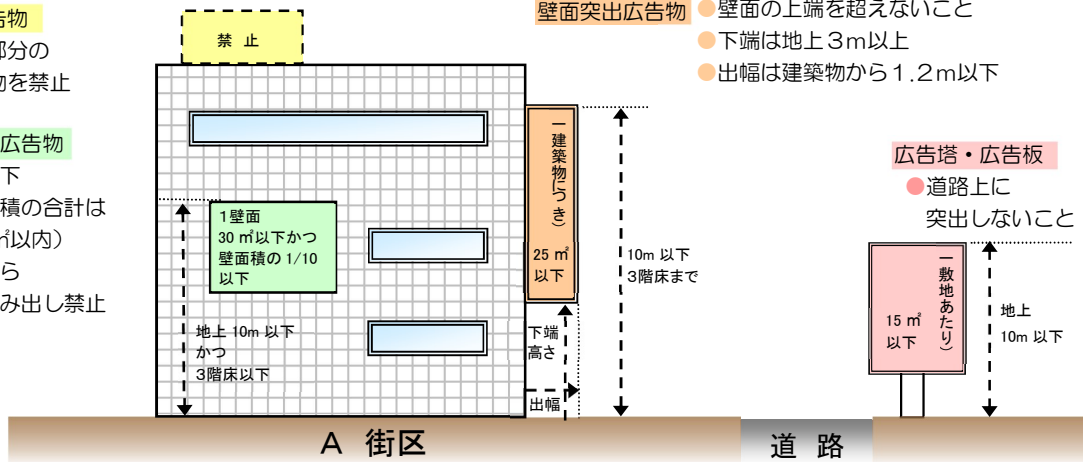 告物
部分の
物を禁止
広告物
下
積の合計は
㎡以内）
ら
み出し禁止
禁 止
1壁面
30 ㎡以下かつ
壁面積の 1/10
以下
地上 10m 以下
かつ
3階床以下
壁面突出広告物
●壁面の上端を超えないこと
●下端は地上３m以上
●出幅は建築物から１.２m以下
一建築物につき）
25 ㎡
以下
10m 以下
3階床まで
下端
高さ
出幅
広告塔・広告板
●道路上に
突出しないこと
一敷地あたり）
15 ㎡
以下
地上
10m 以下
A 街区
道 路